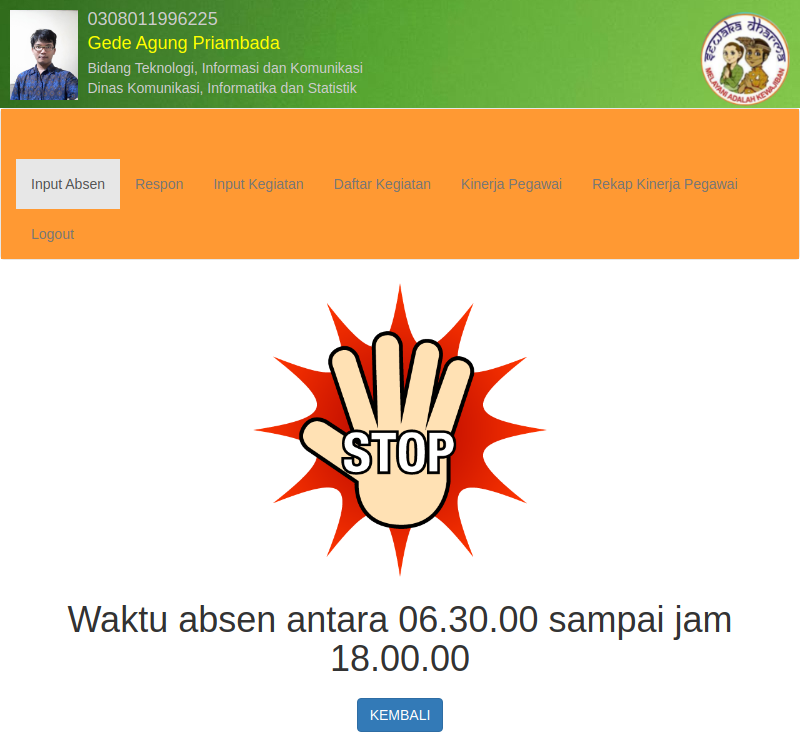 0308011996225
Gede Agung Priambada
Bidang Teknologi, Informasi dan Komunikasi
Dinas Komunikasi, Informatika dan Statistik
sewaka dharma
MELAYANI ADALAH KEWAJIBAN
Input Absen Respon Input Kegiatan Daftar Kegiatan Kinerja Pegawai Rekap Kinerja Pegawai
Logout
STOP
Waktu absen antara 06.30.00 sampai jam
18.00.00
KEMBALI